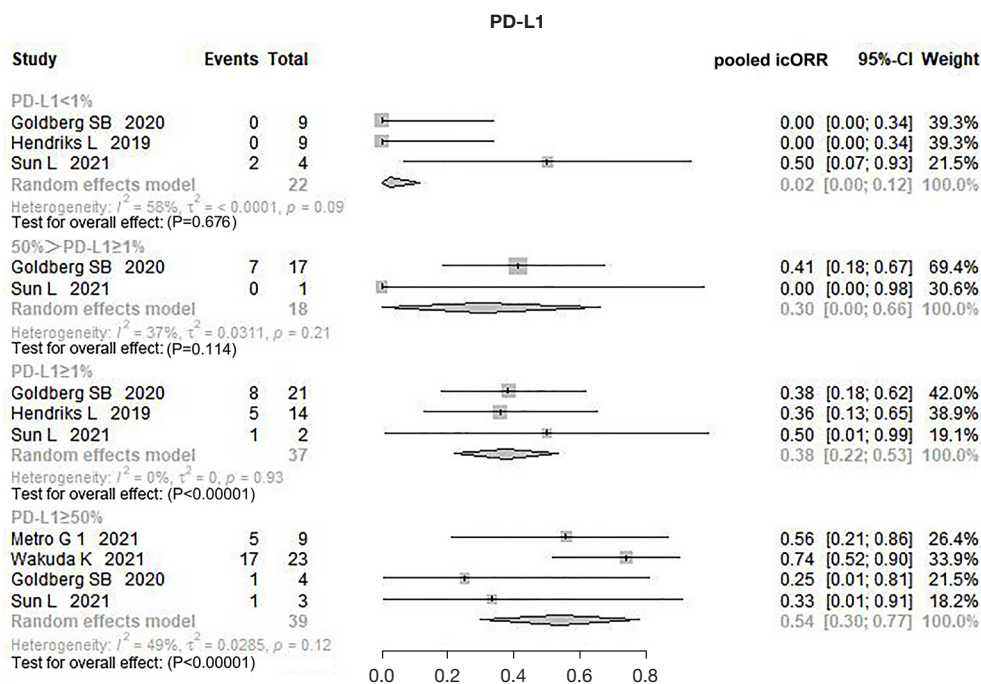 PD-L1
Study Events Total pooled icORR 95%-CI Weight
PD-L1<1%
Goldberg SB 2020 0 9 0.00 [0.00; 0.34] 39.3%
Hendriks L 2019 0 9 0.00 [0.00; 0.34] 39.3%
Sun L 2021 2 4 0.50 [0.07; 0.93] 21.5%
Random effects model 22 0.02 [0.00; 0.12] 100.0%
Heterogeneity: I² = 58%, τ² = < 0.0001, p = 0.09
Test for overall effect: (P=0.676)
50%>PD-L1≥1%
Goldberg SB 2020 7 17 0.41 [0.18; 0.67] 69.4%
Sun L 2021 0 1 0.00 [0.00; 0.98] 30.6%
Random effects model 18 0.30 [0.00; 0.66] 100.0%
Heterogeneity: I² = 37%, τ² = 0.0311, p = 0.21
Test for overall effect: (P=0.114)
PD-L1≥1%
Goldberg SB 2020 8 21 0.38 [0.18; 0.62] 42.0%
Hendriks L 2019 5 14 0.36 [0.13; 0.65] 38.9%
Sun L 2021 1 2 0.50 [0.01; 0.99] 19.1%
Random effects model 37 0.38 [0.22; 0.53] 100.0%
Heterogeneity: I² = 0%, τ² = 0, p = 0.93
Test for overall effect: (P<0.00001)
PD-L1≥50%
Metro G 1 2021 5 9 0.56 [0.21; 0.86] 26.4%
Wakuda K 2021 17 23 0.74 [0.52; 0.90] 33.9%
Goldberg SB 2020 1 4 0.25 [0.01; 0.81] 21.5%
Sun L 2021 1 3 0.33 [0.01; 0.91] 18.2%
Random effects model 39 0.54 [0.30; 0.77] 100.0%
Heterogeneity: I² = 49%, τ² = 0.0285, p = 0.12
Test for overall effect: (P<0.00001)
0.0 0.2 0.4 0.6 0.8